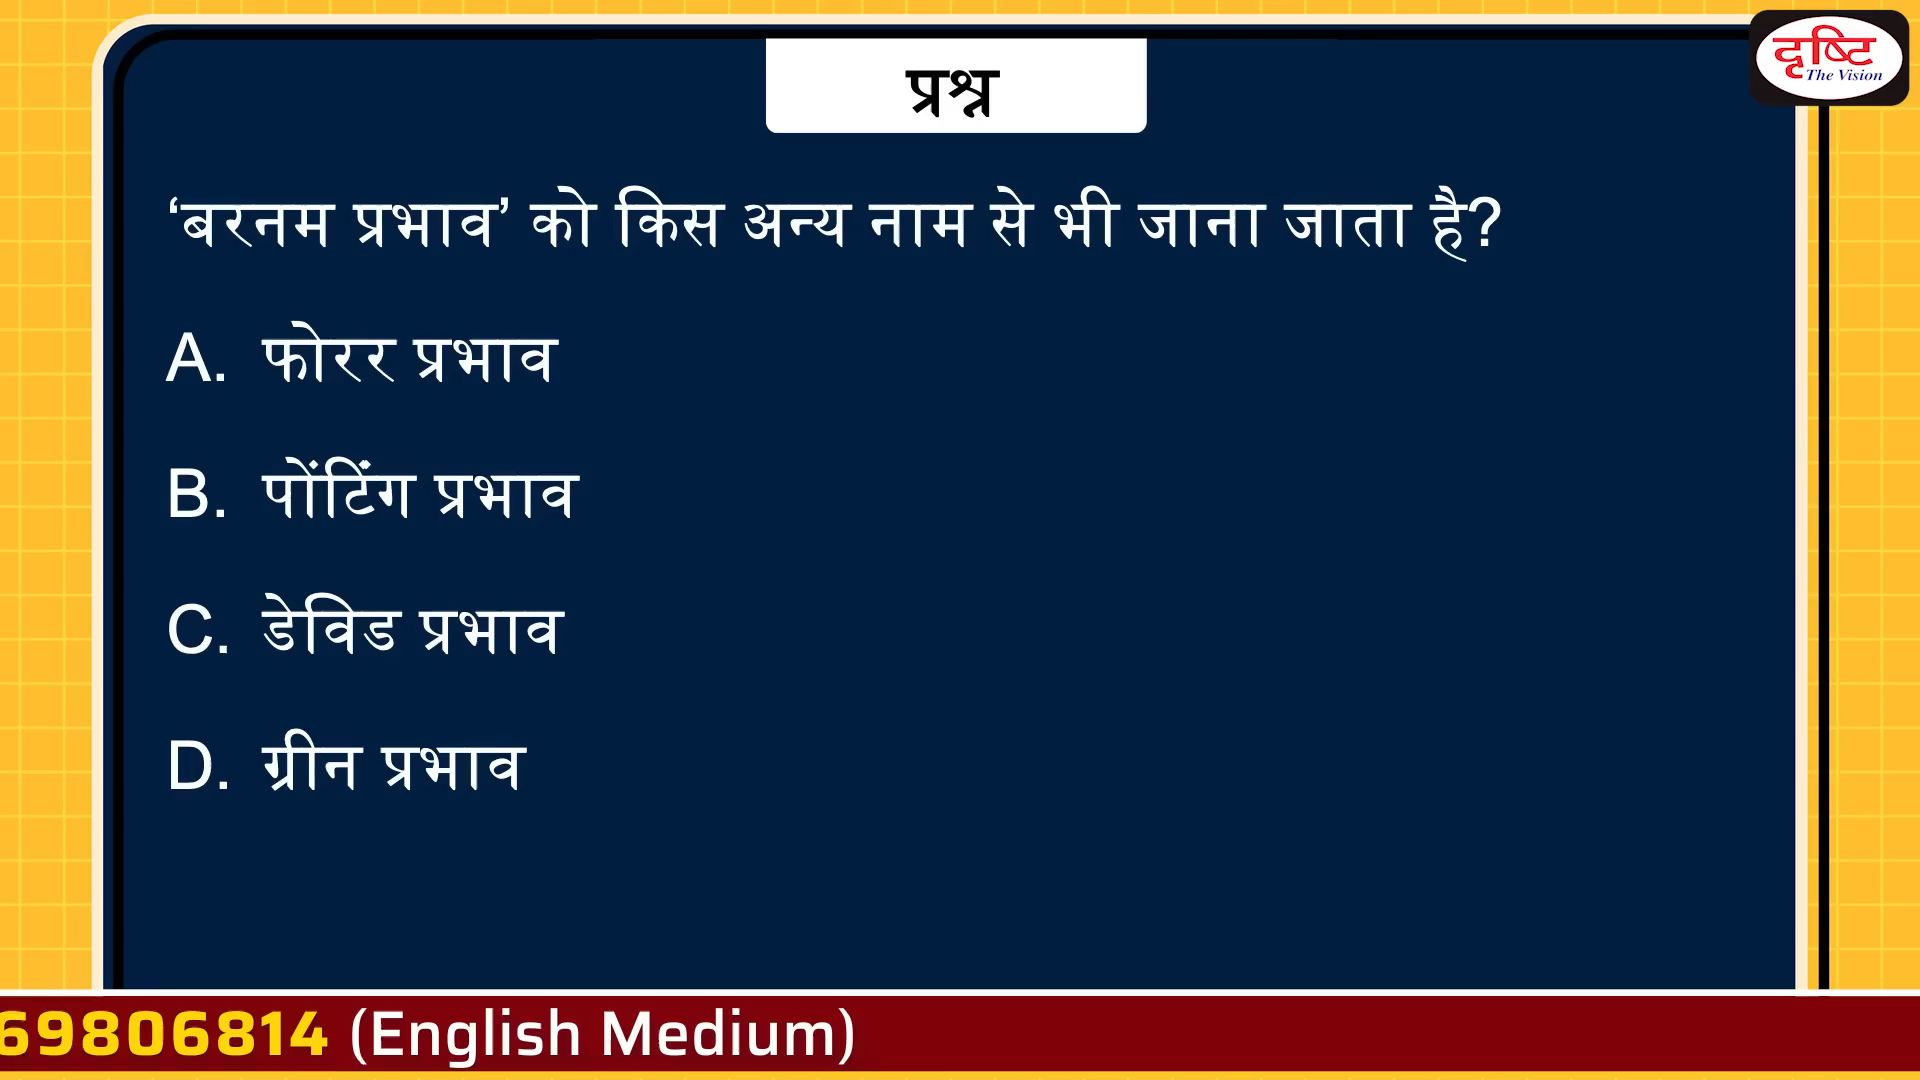 दृष्टि
The Vision
प्रश्न
‘बरनम प्रभाव’ को किस अन्य नाम से भी जाना जाता है?
A. फोरर प्रभाव
B. पोंटिंग प्रभाव
C. डेविड प्रभाव
D. ग्रीन प्रभाव
69806814 (English Medium)